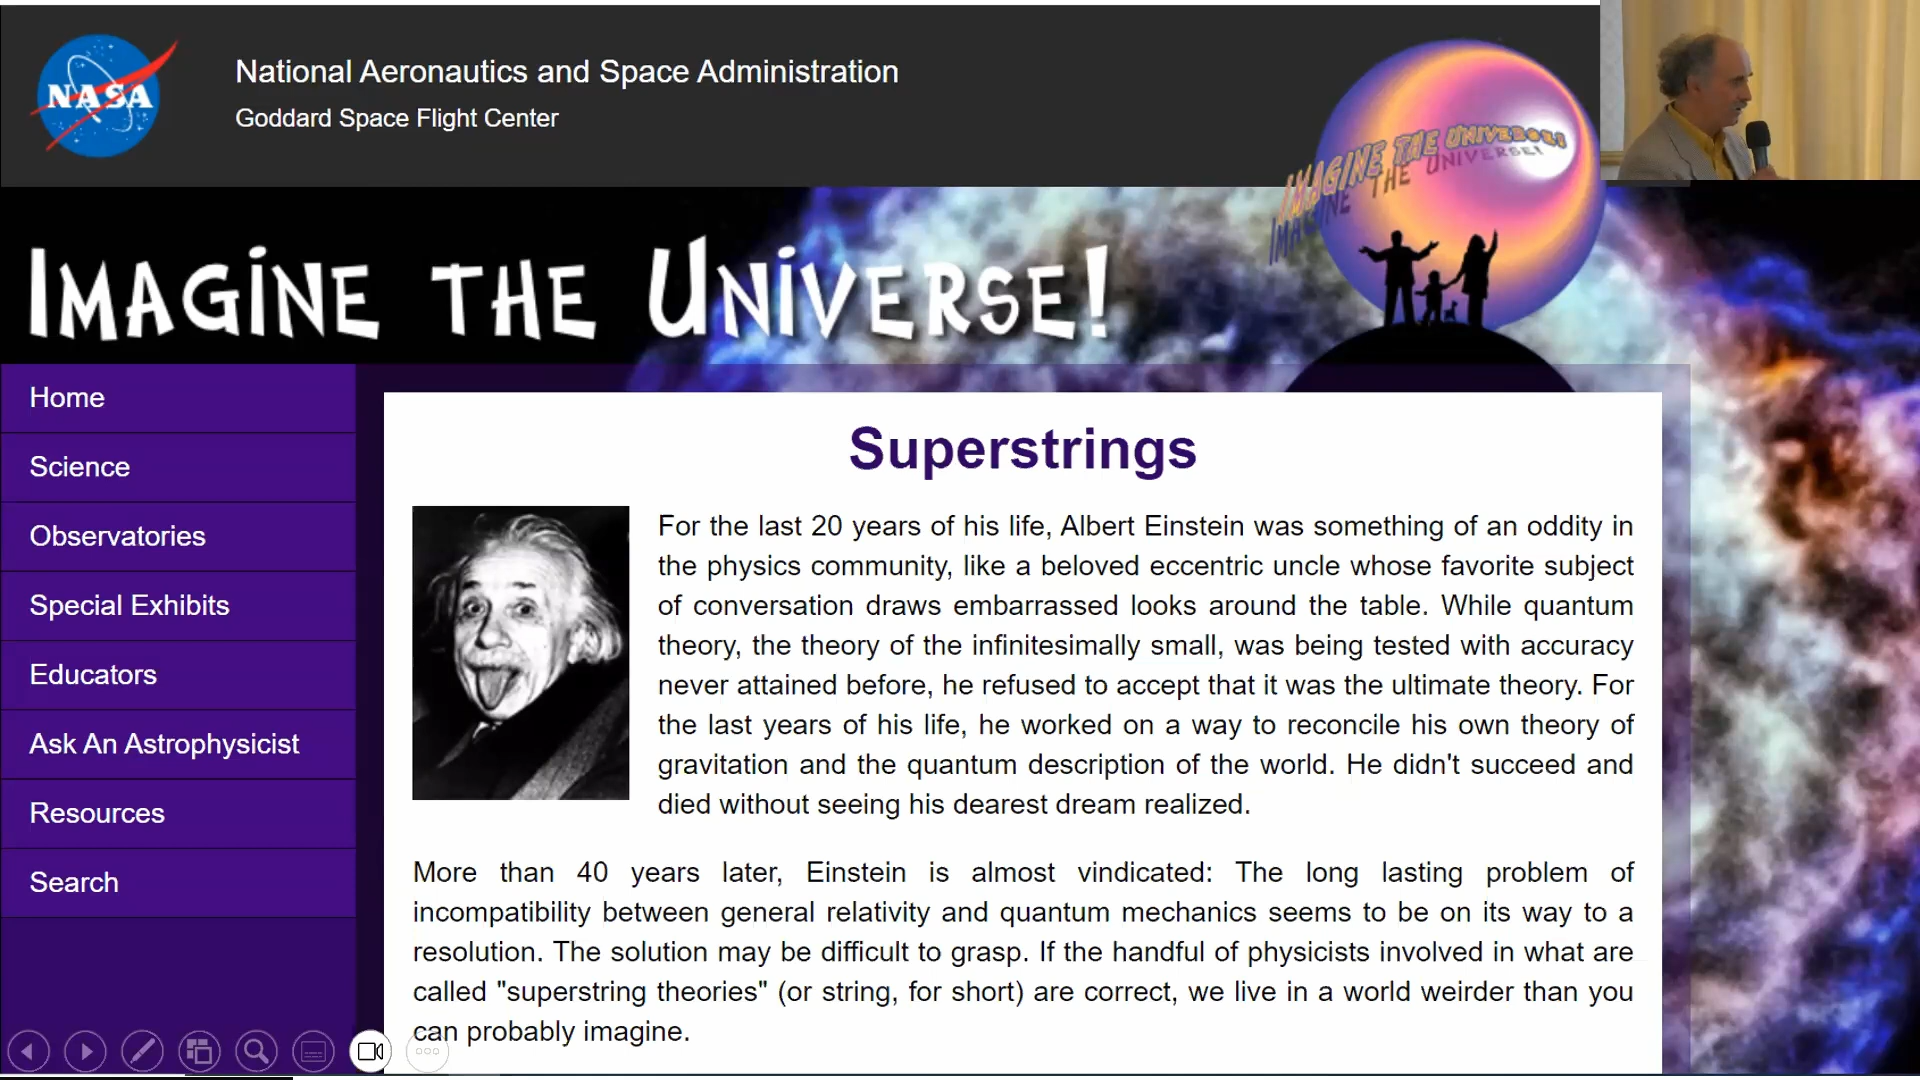 NASA
National Aeronautics and Space Administration
Goddard Space Flight Center
IMAGINE THE UNIVERSE!
IMAGINE THE UNIVERSE!
IMAGINE THE UNIVERSE!
Home
Science
Observatories
Special Exhibits
Educators
Ask An Astrophysicist
Resources
Search
Superstrings
For the last 20 years of his life, Albert Einstein was something of an oddity in
the physics community, like a beloved eccentric uncle whose favorite subject
of conversation draws embarrassed looks around the table. While quantum
theory, the theory of the infinitesimally small, was being tested with accuracy
never attained before, he refused to accept that it was the ultimate theory. For
the last years of his life, he worked on a way to reconcile his own theory of
gravitation and the quantum description of the world. He didn't succeed and
died without seeing his dearest dream realized.
More than 40 years later, Einstein is almost vindicated: The long lasting problem of
incompatibility between general relativity and quantum mechanics seems to be on its way to a
resolution. The solution may be difficult to grasp. If the handful of physicists involved in what are
called "superstring theories" (or string, for short) are correct, we live in a world weirder than you
can probably imagine.